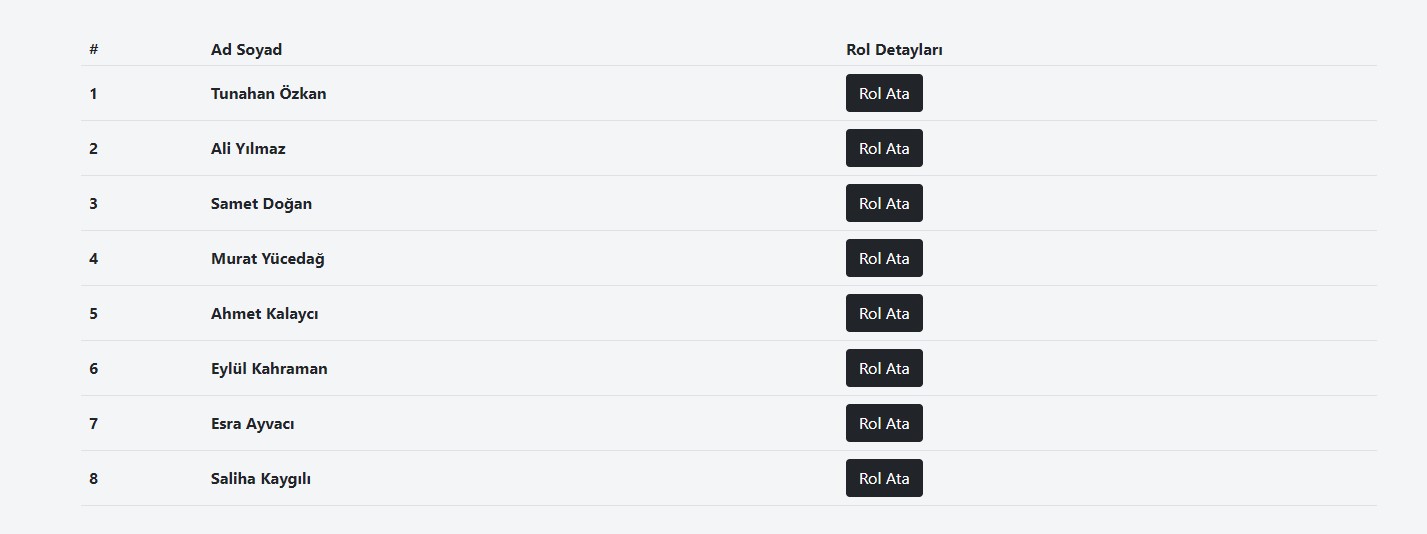 # Ad Soyad Rol Detayları
1 Tunahan Özkan Rol Ata
2 Ali Yılmaz Rol Ata
3 Samet Doğan Rol Ata
4 Murat Yücedağ Rol Ata
5 Ahmet Kalaycı Rol Ata
6 Eylül Kahraman Rol Ata
7 Esra Ayvacı Rol Ata
8 Saliha Kaygılı Rol Ata